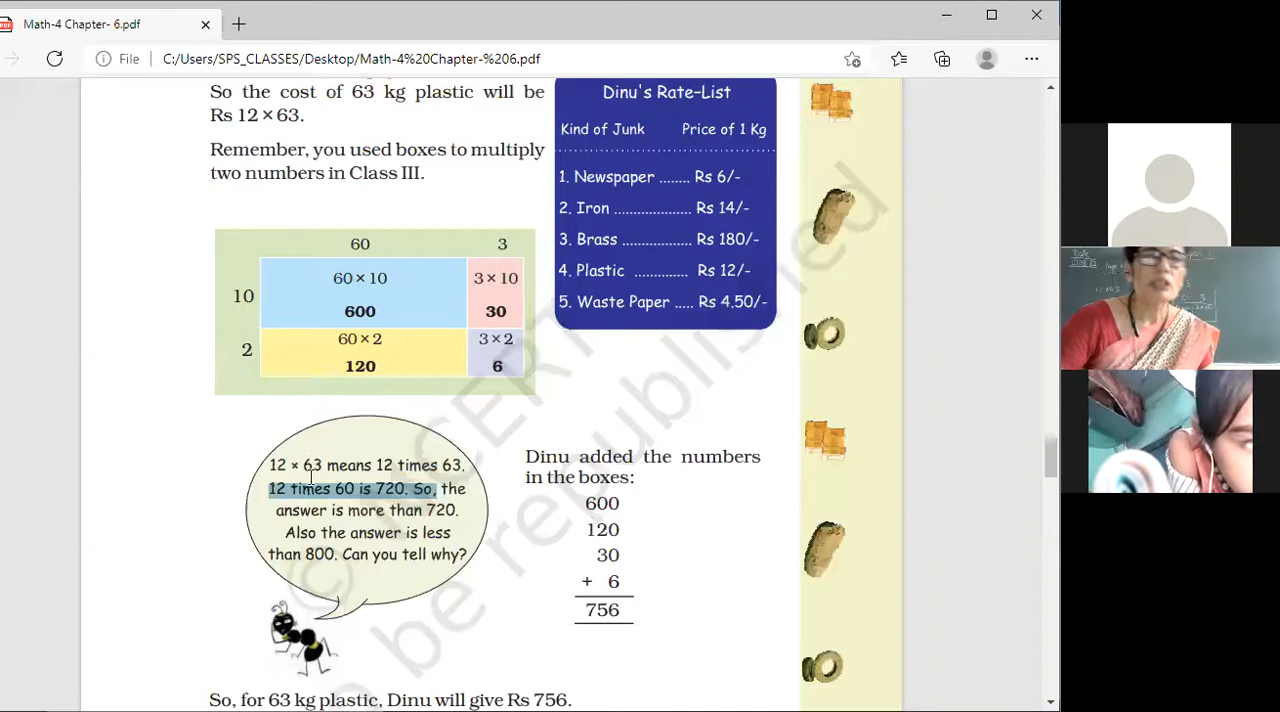 Math-4 Chapter- 6.pdf
File
C:/Users/SPS_CLASSES/Desktop/Math-4%20Chapter-%206.pdf
So the cost of 63 kg plastic will be
Rs 12 × 63.
Remember, you used boxes to multiply
two numbers in Class III.
Dinu's Rate–List
Kind of Junk Price of 1 Kg
1. Newspaper ........ Rs 6/-
2. Iron ..................... Rs 14/-
3. Brass .................. Rs 180/-
4. Plastic .............. Rs 12/-
5. Waste Paper ..... Rs 4.50/-
60 3
10 60 × 10 3 × 10
600 30
2 60 × 2 3 × 2
120 6
12 × 63 means 12 times 63.
12 times 60 is 720. So, the
answer is more than 720.
Also the answer is less
than 800. Can you tell why?
Dinu added the numbers
in the boxes:
600
120
30
+ 6
756
So, for 63 kg plastic, Dinu will give Rs 756.
© NCERT
be republished